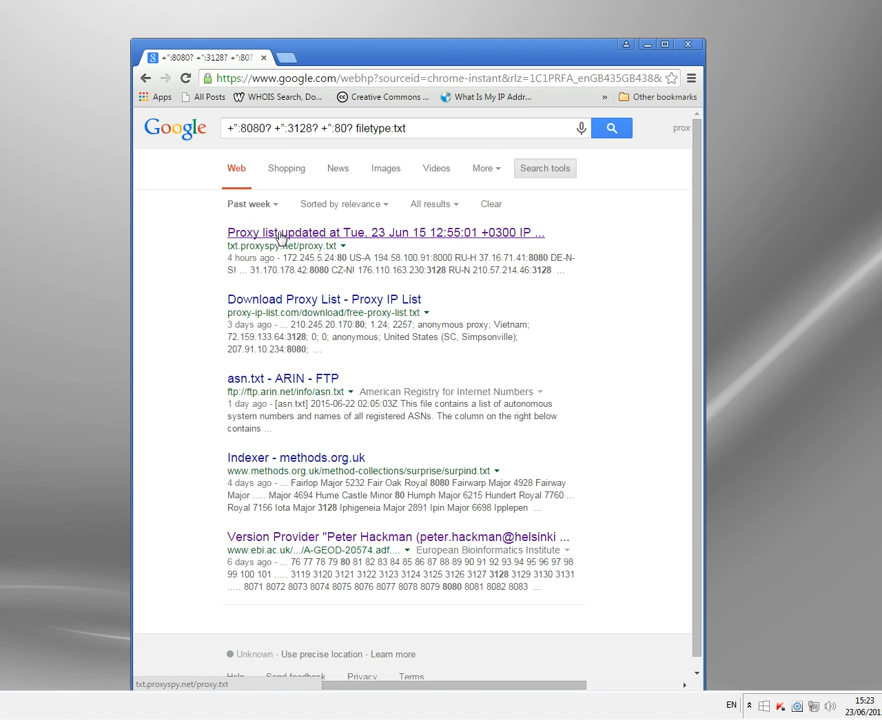 +":8080? +":3128? +":80?
https://www.google.com/webhp?sourceid=chrome-instant&rlz=1C1PRFA_enGB435GB438&
Apps All Posts WHOIS Search, Do... Creative Commons ... What Is My IP Addr... » Other bookmarks
Google +":8080? +":3128? +":80? filetype:txt prox
Web Shopping News Images Videos More Search tools
Past week Sorted by relevance All results Clear
Proxy list updated at Tue, 23 Jun 15 12:55:01 +0300 IP ...
txt.proxyspy.net/proxy.txt
4 hours ago - 172.245.5.24:80 US-A 194.58.100.91:8000 RU-H 37.16.71.41:8080 DE-N-
S! ... 31.170.178.42:8080 CZ-N! 176.110.163.230:3128 RU-N 210.57.214.46:3128 ...
Download Proxy List - Proxy IP List
proxy-ip-list.com/download/free-proxy-list.txt
3 days ago - ... 210.245.20.170:80; 1.24; 2257; anonymous proxy; Vietnam;
72.159.133.64:3128; 0; 0; anonymous; United States (SC, Simpsonville);
207.91.10.234:8080; ...
asn.txt - ARIN - FTP
ftp://ftp.arin.net/info/asn.txt American Registry for Internet Numbers
1 day ago - [asn.txt] 2015-06-22 02:05:03Z This file contains a list of autonomous
system numbers and names of all registered ASNs. The column on the right below
contains ...
Indexer - methods.org.uk
www.methods.org.uk/method-collections/surprise/surpind.txt
4 days ago - ... Fairlop Major 5232 Fair Oak Royal 8080 Fairwarp Major 4928 Fairway
Major ..... Major 4694 Hume Castle Minor 80 Humph Major 6215 Hundert Royal 7760 ...
Royal 7156 Iota Major 3128 Iphigeneia Major 2891 Ipin Major 6698 Ipplepen ...
Version Provider "Peter Hackman (peter.hackman@helsinki ...
www.ebi.ac.uk/.../A-GEOD-20574.adf.... European Bioinformatics Institute
6 days ago - ... 76 77 78 79 80 81 82 83 84 85 86 87 88 89 90 91 92 93 94 95 96 97 98
99 100 101 ..... 3119 3120 3121 3122 3123 3124 3125 3126 3127 3128 3129 3130 3131
..... 8071 8072 8073 8074 8075 8076 8077 8078 8079 8080 8081 8082 8083 ...
Unknown - Use precise location - Learn more
Help Send feedback Privacy Terms
txt.proxyspy.net/proxy.txt
EN 15:23
23/06/201